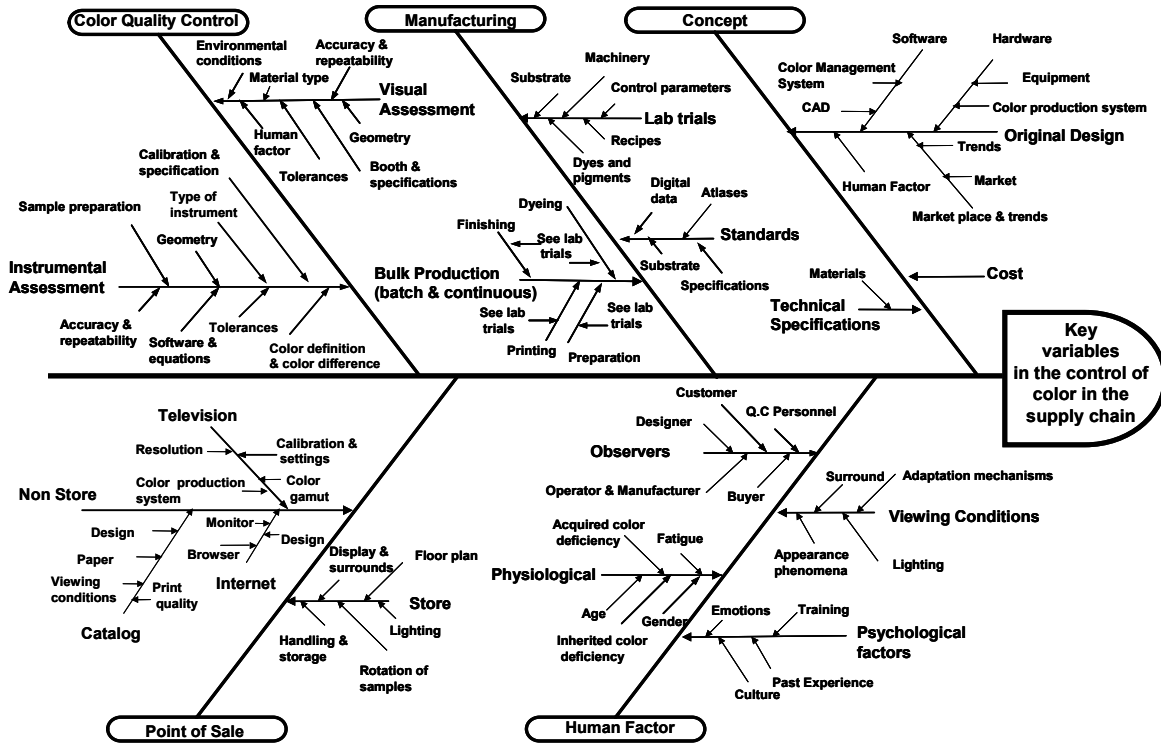 Color Quality Control
Manufacturing
Concept
Environmental
conditions
Accuracy &
repeatability
Material type
Visual
Assessment
Human
factor
Geometry
Tolerances
Booth &
specifications
Calibration &
specification
Sample preparation
Type of
instrument
Geometry
Instrumental
Assessment
Accuracy &
repeatability
Software &
equations
Tolerances
Color definition
& color difference
Machinery
Substrate
Control parameters
Lab trials
Recipes
Dyes and
pigments
Digital
data
Atlases
Standards
Substrate
Specifications
Dyeing
Finishing
See lab
trials
Bulk Production
(batch & continuous)
See lab
trials
See lab
trials
Printing
Preparation
Software
Hardware
Color Management
System
Equipment
CAD
Color production system
Original Design
Trends
Human Factor
Market
Market place & trends
Cost
Materials
Technical
Specifications
Key
variables
in the control of
color in the
supply chain
Television
Resolution
Calibration &
settings
Color production
system
Color
gamut
Non Store
Monitor
Design
Design
Browser
Paper
Internet
Viewing
conditions
Print
quality
Catalog
Display &
surrounds
Floor plan
Store
Lighting
Handling &
storage
Rotation of
samples
Customer
Q.C Personnel
Designer
Observers
Operator & Manufacturer
Buyer
Surround
Adaptation mechanisms
Viewing Conditions
Appearance
phenomena
Lighting
Acquired color
deficiency
Fatigue
Physiological
Age
Gender
Inherited color
deficiency
Emotions
Training
Psychological
factors
Past Experience
Culture
Point of Sale
Human Factor